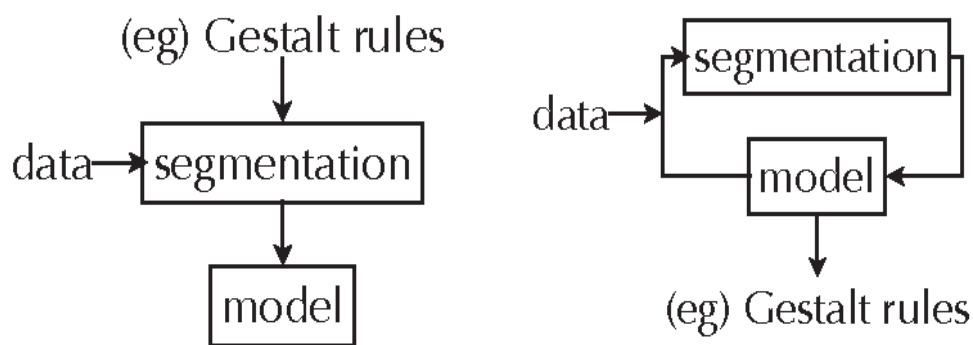 (eg) Gestalt rules
data
segmentation
model
segmentation
data
model
(eg) Gestalt rules